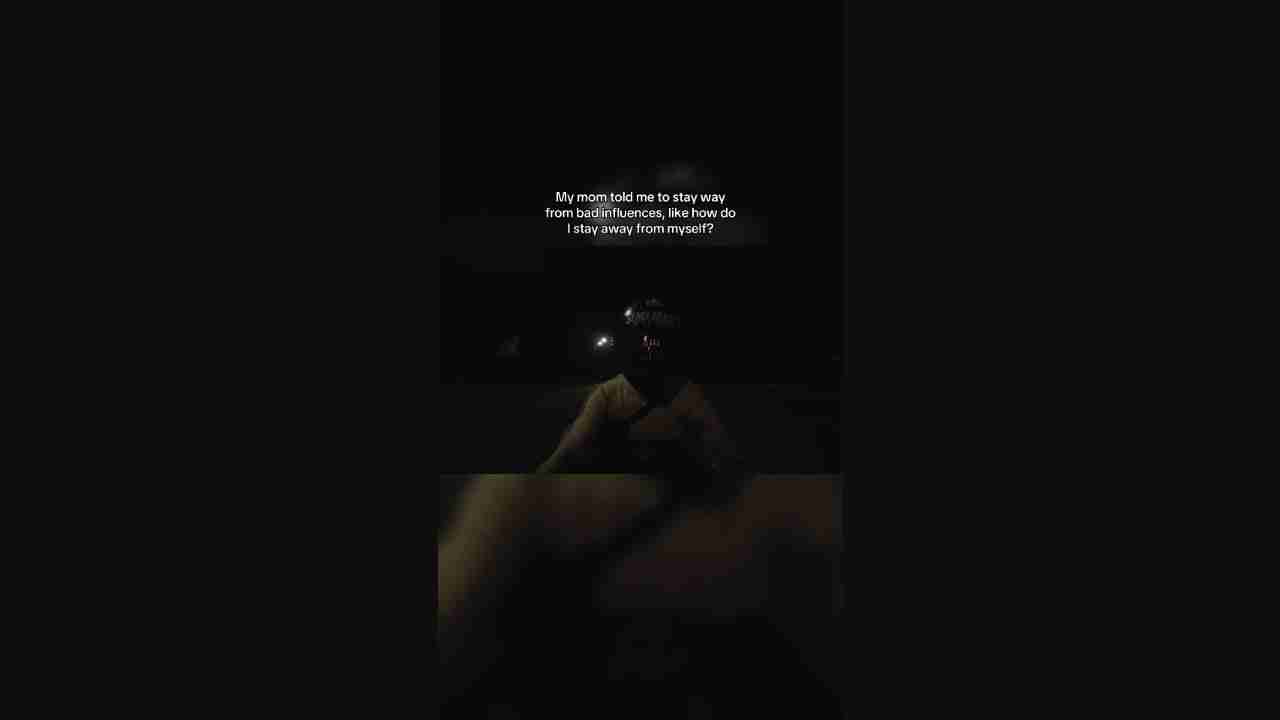 My mom told me to stay way
from bad influences, like how do
I stay away from myself?